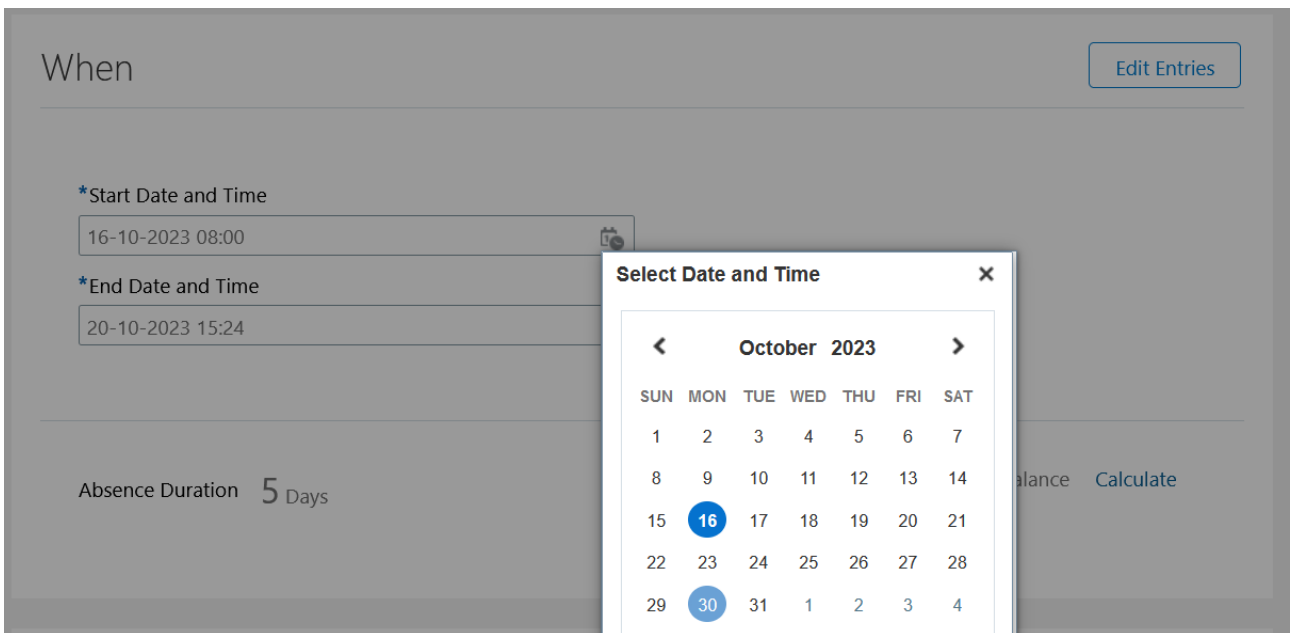 When
Edit Entries
*Start Date and Time
16-10-2023 08:00
*End Date and Time
20-10-2023 15:24
Select Date and Time
October 2023
SUN MON TUE WED THU FRI SAT
1 2 3 4 5 6 7
8 9 10 11 12 13 14
15 16 17 18 19 20 21
22 23 24 25 26 27 28
29 30 31 1 2 3 4
Absence Duration 5 Days
Calculate